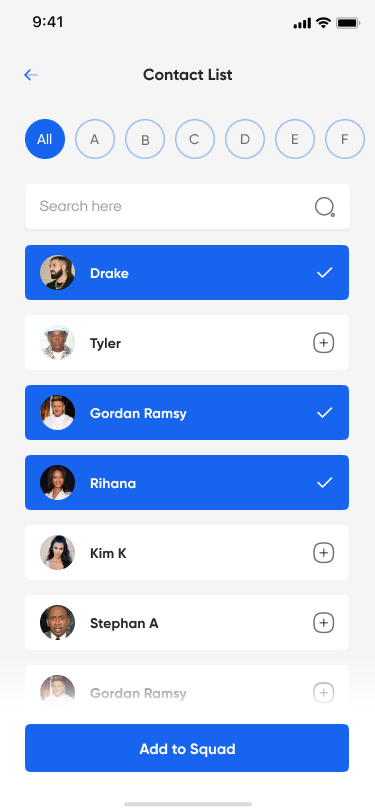 9:41
Contact List
All A B C D E F
Search here
Drake
Tyler
Gordan Ramsy
Rihana
Kim K
Stephan A
Gordan Ramsy
Add to Squad